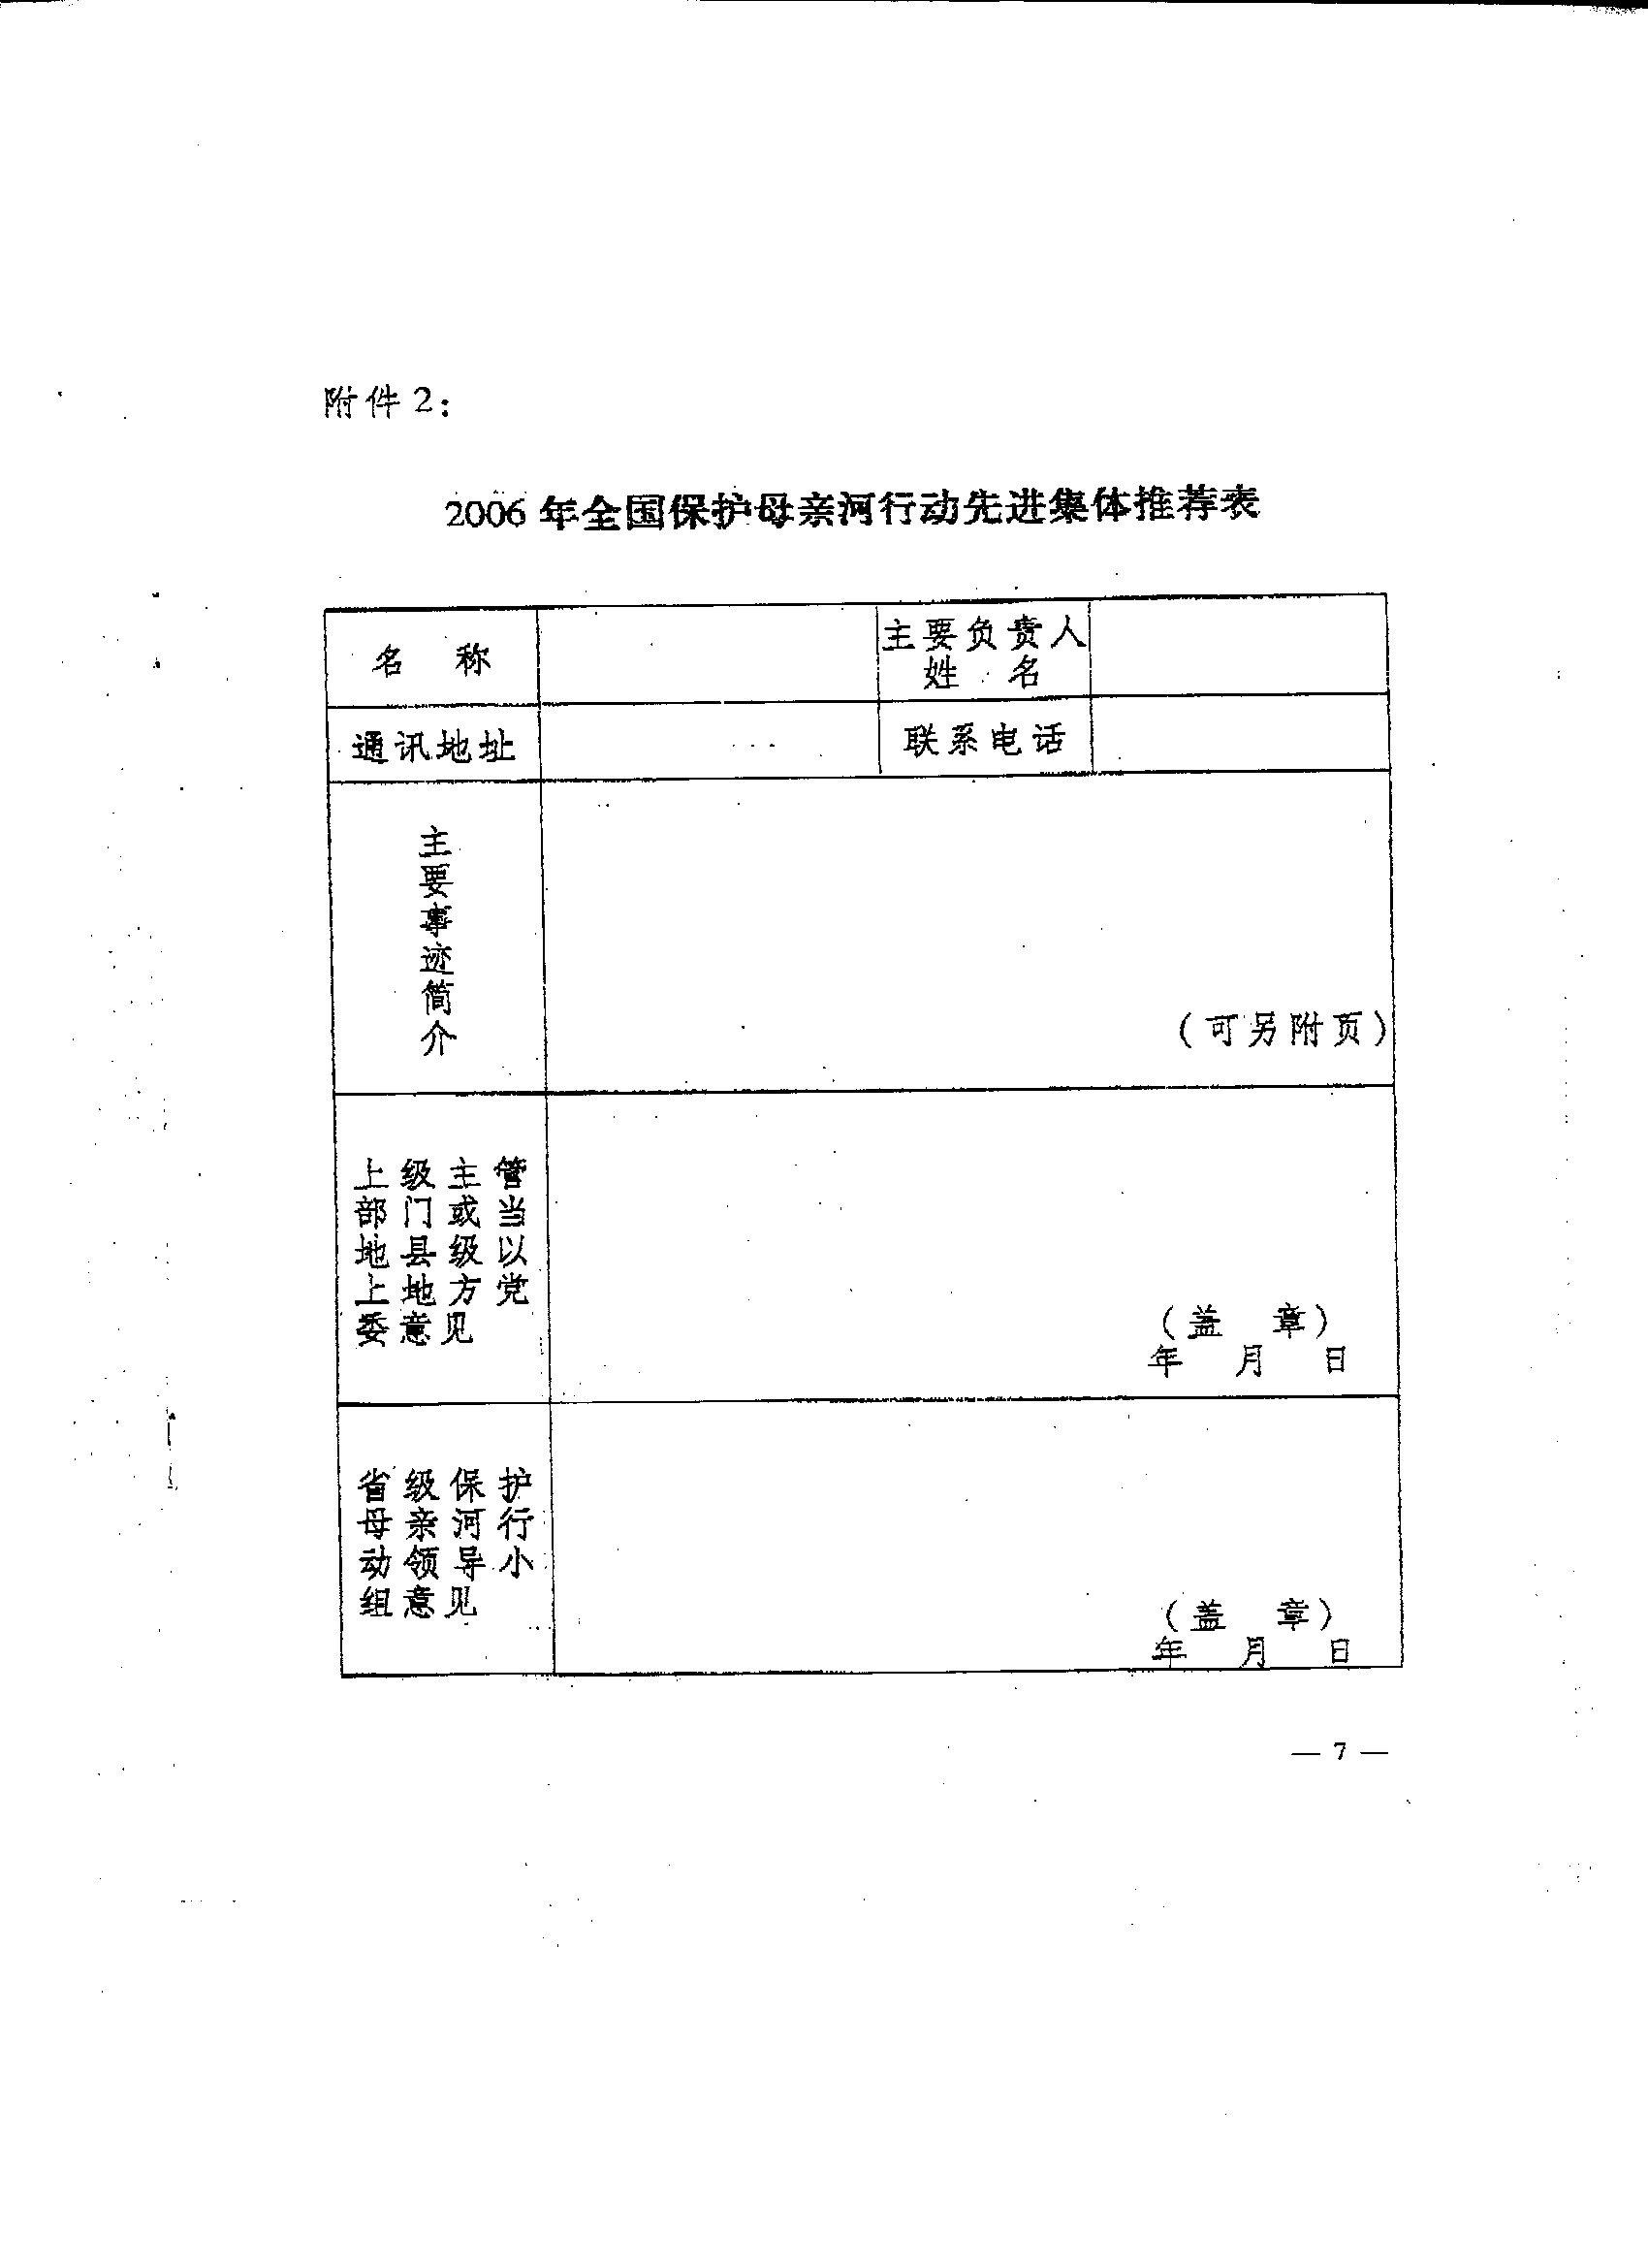 附件2:
2006年全国保护母亲河行动先进集体推荐表
名 称
主要负责人
姓 名
通讯地址
联系电话
主
要
事
迹
简
介
(可另附页)
上级主管
部门或当
地县级以
上地方党
委意见
(盖 章)
年 月 日
省级保护
母亲河行
动领导小
组意见
(盖 章)
年 月 日
— 7 —